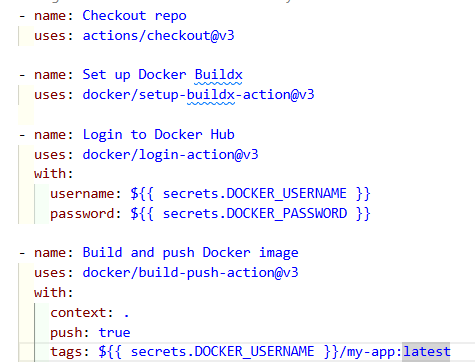 - name: Checkout repo
uses: actions/checkout@v3
- name: Set up Docker Buildx
uses: docker/setup-buildx-action@v3
- name: Login to Docker Hub
uses: docker/login-action@v3
with:
username: ${{ secrets.DOCKER_USERNAME }}
password: ${{ secrets.DOCKER_PASSWORD }}
- name: Build and push Docker image
uses: docker/build-push-action@v3
with:
context: .
push: true
tags: ${{ secrets.DOCKER_USERNAME }}/my-app:latest